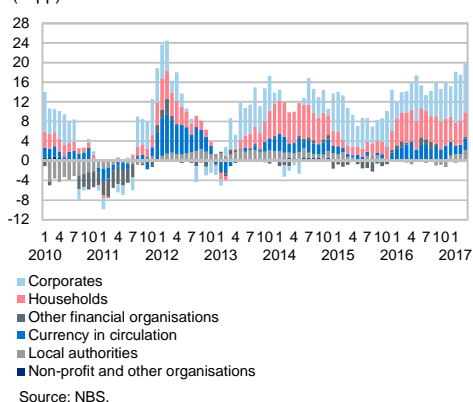 28
24
20
16
12
8
4
0
-4
-8
-12
1 4 7 10 1 4 7 10 1 4 7 10 1 4 7 10 1 4 7 10 1 4 7 10 1 4 7 10 1
2010 2011 2012 2013 2014 2015 2016 2017
Corporates
Households
Other financial organisations
Currency in circulation
Local authorities
Non-profit and other organisations
Source: NBS.